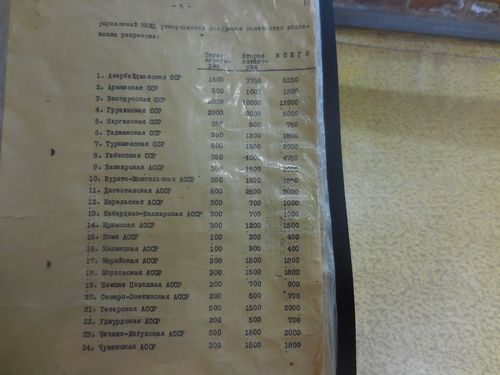 - 5 -
управлений НКВД утверждается следующее количество подле-
жащих репрессии:
Первая катего-рия Вторая катего-рия ВСЕГО
1. Азербайджанская ССР 1500 3750 5250
2. Армянская ССР 500 1000 1500
3. Белорусская ССР 2000 10000 12000
4. Грузинская ССР 2000 3000 5000
5. Киргизская ССР 250 500 750
6. Таджикская ССР 500 1300 1800
7. Туркменская ССР 500 1500 2000
8. Узбекская ССР 750 4000 4750
9. Башкирская АССР 500 1500 2000
10. Бурято-Монгольская АССР 350 1500 1850
11. Дагестанская АССР 500 2500 3000
12. Карельская АССР 300 700 1000
13. Кабардино-Балкарская АССР 300 700 1000
14. Крымская АССР 300 1200 1500
15. Коми АССР 100 300 400
16. Калмыцкая АССР 100 300 400
17. Марийская АССР 300 1500 1800
18. Мордовская АССР 300 1500 1800
19. Немцев Поволжья АССР 200 700 900
20. Северо-Осетинская АССР 200 500 700
21. Татарская АССР 500 1500 2000
22. Удмуртская АССР 200 500 700
23. Чечено-Ингушская АССР 500 1500 2000
24. Чувашская АССР 300 1500 1800